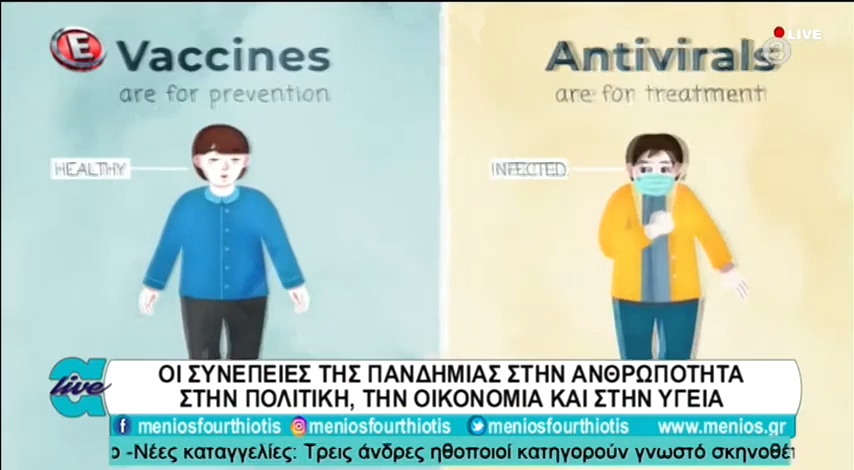 E
LIVE
Vaccines
are for prevention
Antivirals
are for treatment
HEALTHY
INFECTED
α live
ΟΙ ΣΥΝΕΠΕΙΕΣ ΤΗΣ ΠΑΝΔΗΜΙΑΣ ΣΤΗΝ ΑΝΘΡΩΠΟΤΗΤΑ
ΣΤΗΝ ΠΟΛΙΤΙΚΗ, ΤΗΝ ΟΙΚΟΝΟΜΙΑ ΚΑΙ ΣΤΗΝ ΥΓΕΙΑ
meniosfourthiotis meniosfourthiotis meniosfourthiotis www.menios.gr
-Νέες καταγγελίες: Τρεις άνδρες ηθοποιοί κατηγορούν γνωστό σκηνοθέτ